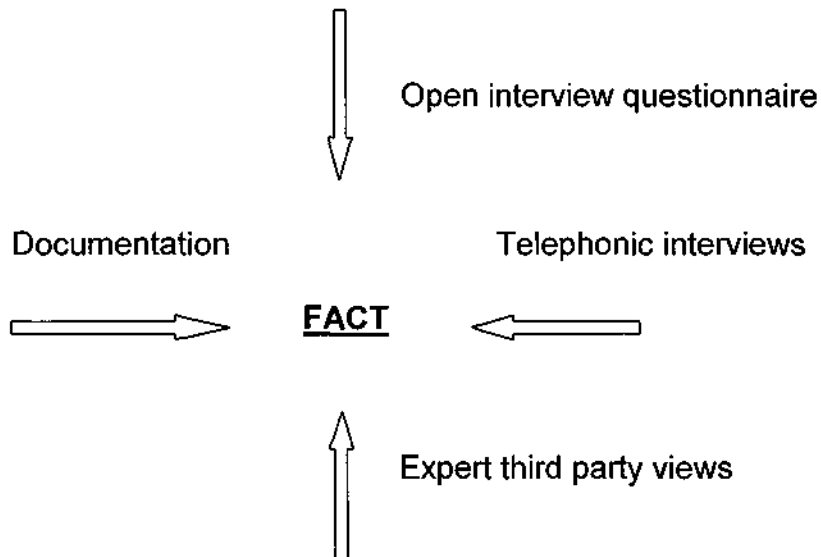 Open interview questionnaire
Documentation
Telephonic interviews
FACT
Expert third party views